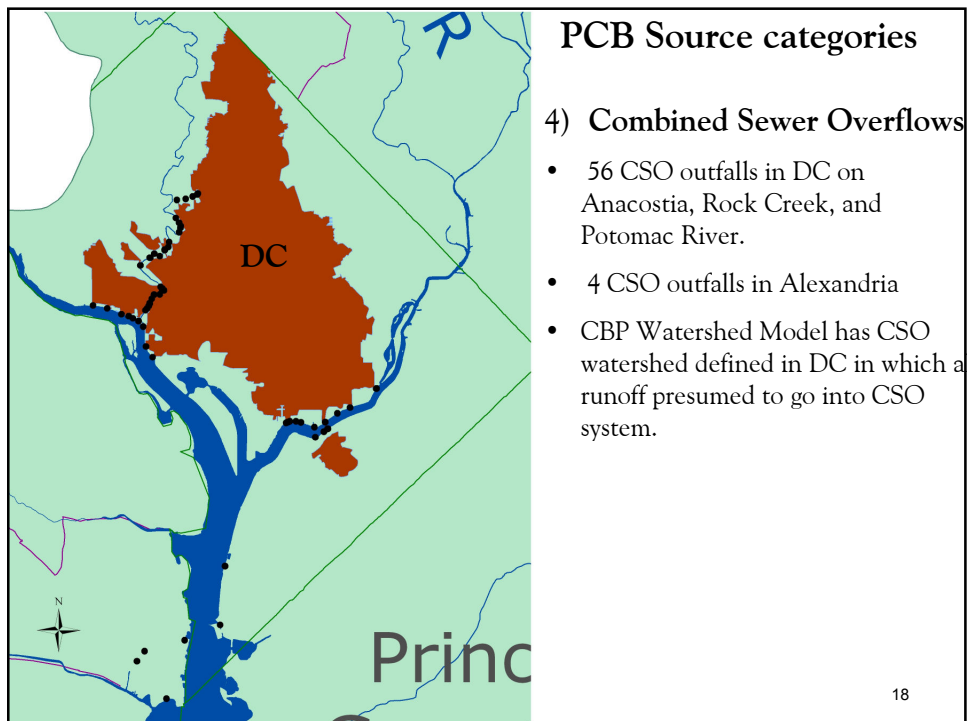 PCB Source categories
4) Combined Sewer Overflows
• 56 CSO outfalls in DC on
Anacostia, Rock Creek, and
Potomac River.
• 4 CSO outfalls in Alexandria
• CBP Watershed Model has CSO
watershed defined in DC in which a
runoff presumed to go into CSO
system.
R
DC
N
Princ
18